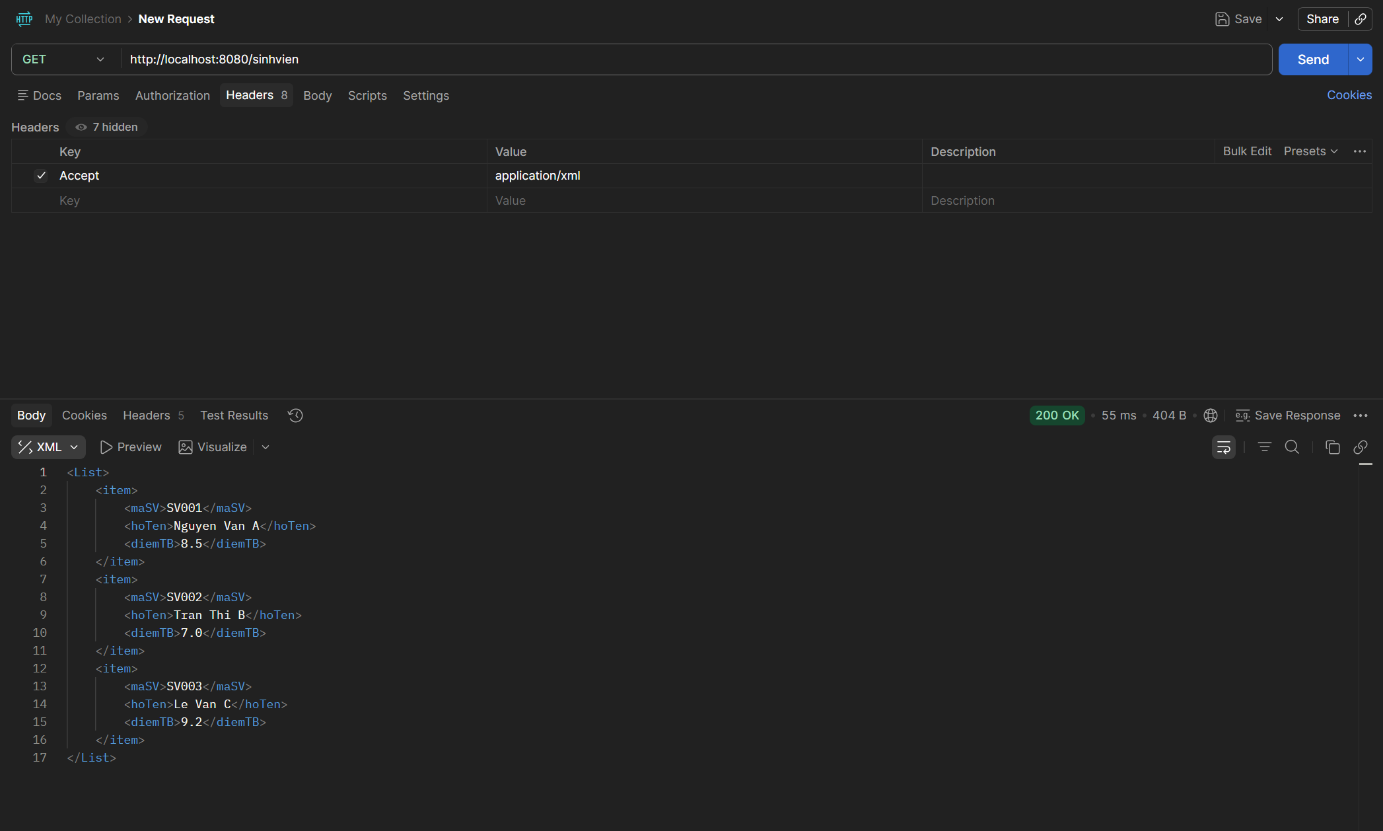 HTTP My Collection > New Request Save Share
GET http://localhost:8080/sinhvien Send
Docs Params Authorization Headers 8 Body Scripts Settings Cookies
Headers 7 hidden
Key Value Description Bulk Edit Presets
Accept application/xml
Key Value Description
Body Cookies Headers 5 Test Results 200 OK • 55 ms • 404 B • e.g. Save Response
XML Preview Visualize
1 <List>
2 <item>
3 <maSV>SV001</maSV>
4 <hoTen>Nguyen Van A</hoTen>
5 <diemTB>8.5</diemTB>
6 </item>
7 <item>
8 <maSV>SV002</maSV>
9 <hoTen>Tran Thi B</hoTen>
10 <diemTB>7.0</diemTB>
11 </item>
12 <item>
13 <maSV>SV003</maSV>
14 <hoTen>Le Van C</hoTen>
15 <diemTB>9.2</diemTB>
16 </item>
17 </List>